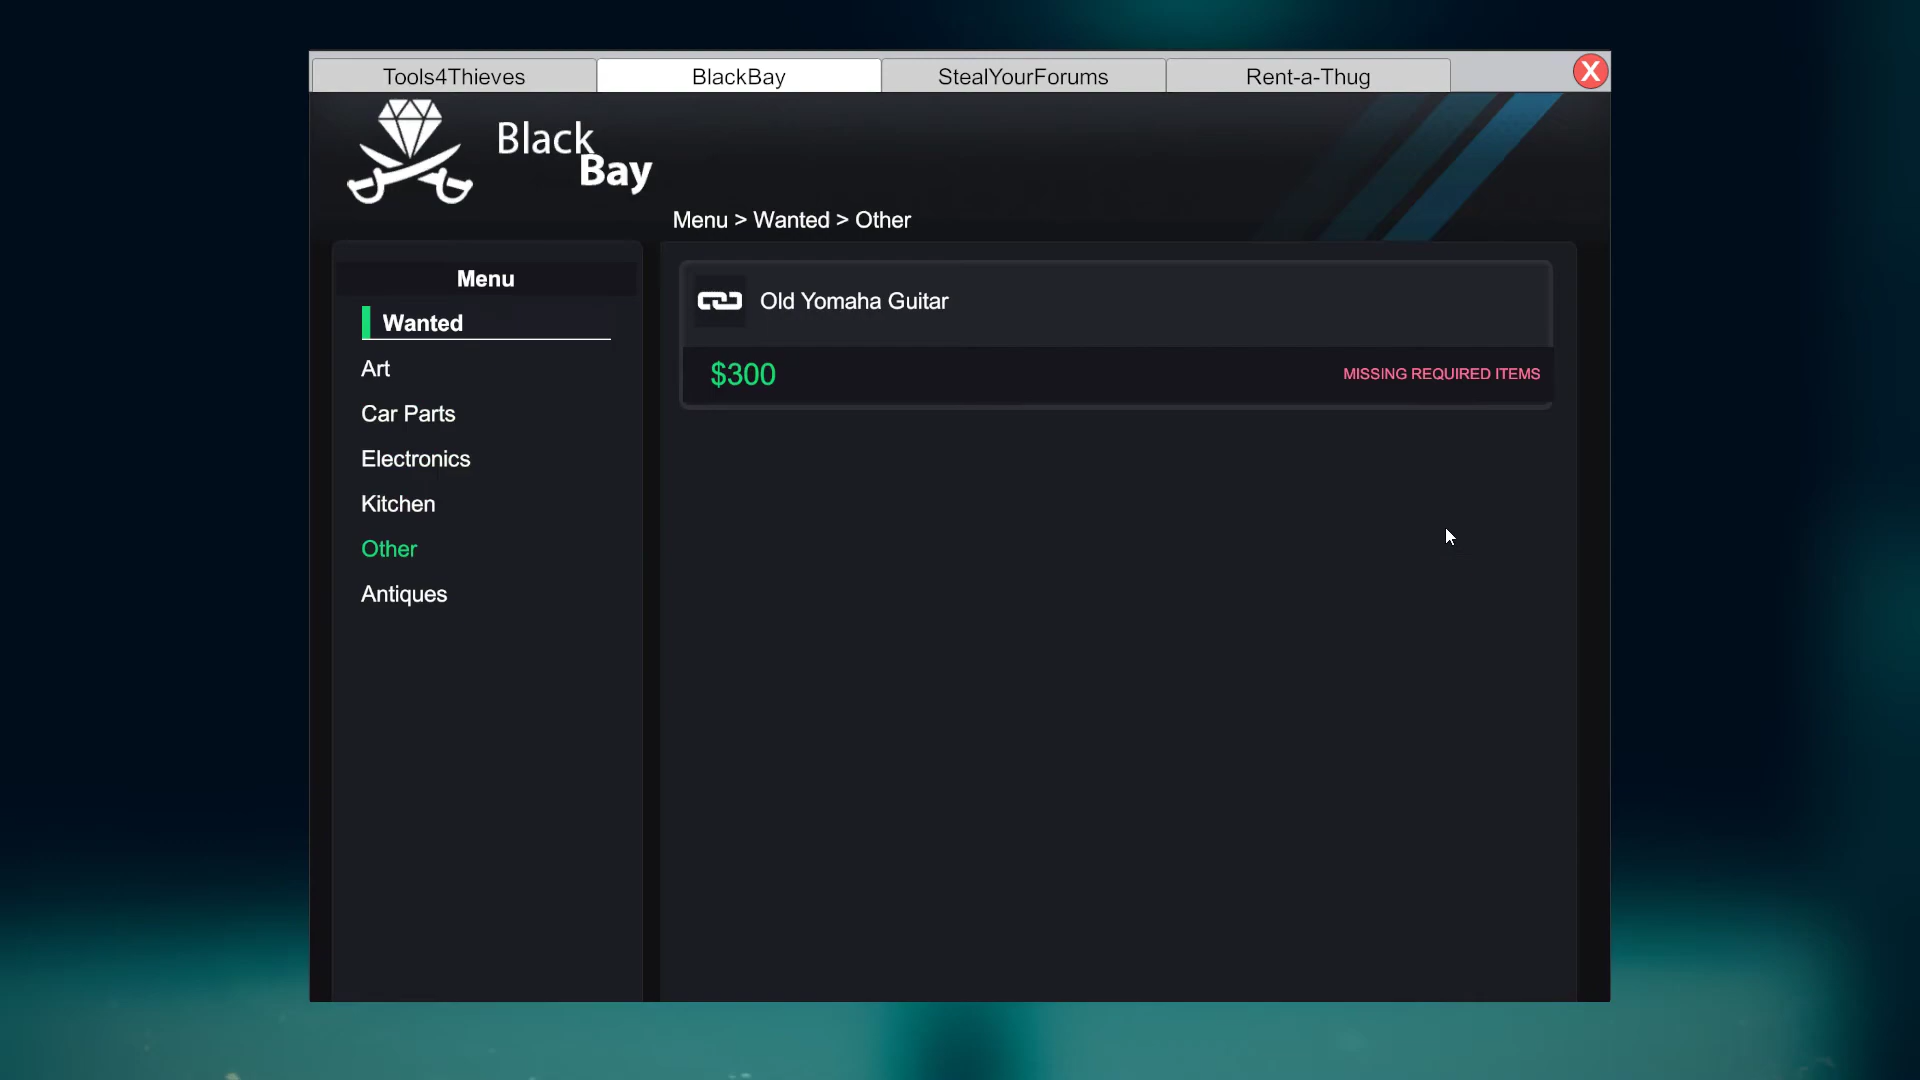 Tools4Thieves
BlackBay
StealYourForums
Rent-a-Thug
X
Black
Bay
Menu > Wanted > Other
Menu
Wanted
Art
Car Parts
Electronics
Kitchen
Other
Antiques
Old Yomaha Guitar
$300
MISSING REQUIRED ITEMS